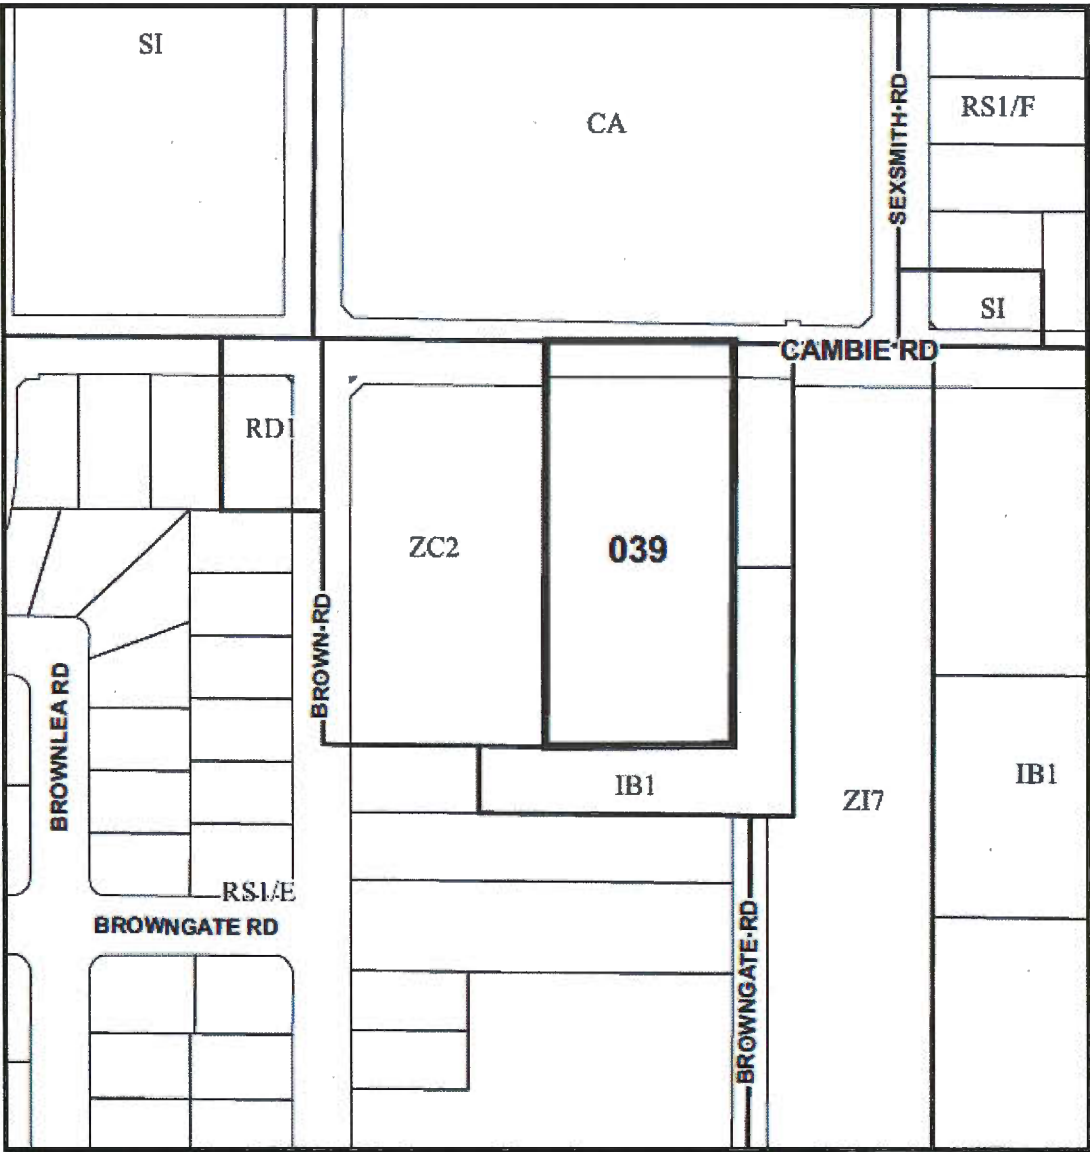 SI
CA
SEXSMITH RD
RS1/F
SI
CAMBIE RD
RD1
ZC2
039
BROWN RD
BROWNLEA RD
IB1
ZI7
IB1
RS1/E
BROWNGATE RD
BROWNGATE RD